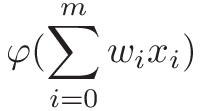 φ(∑_{i=0}^{m} w_i x_i)